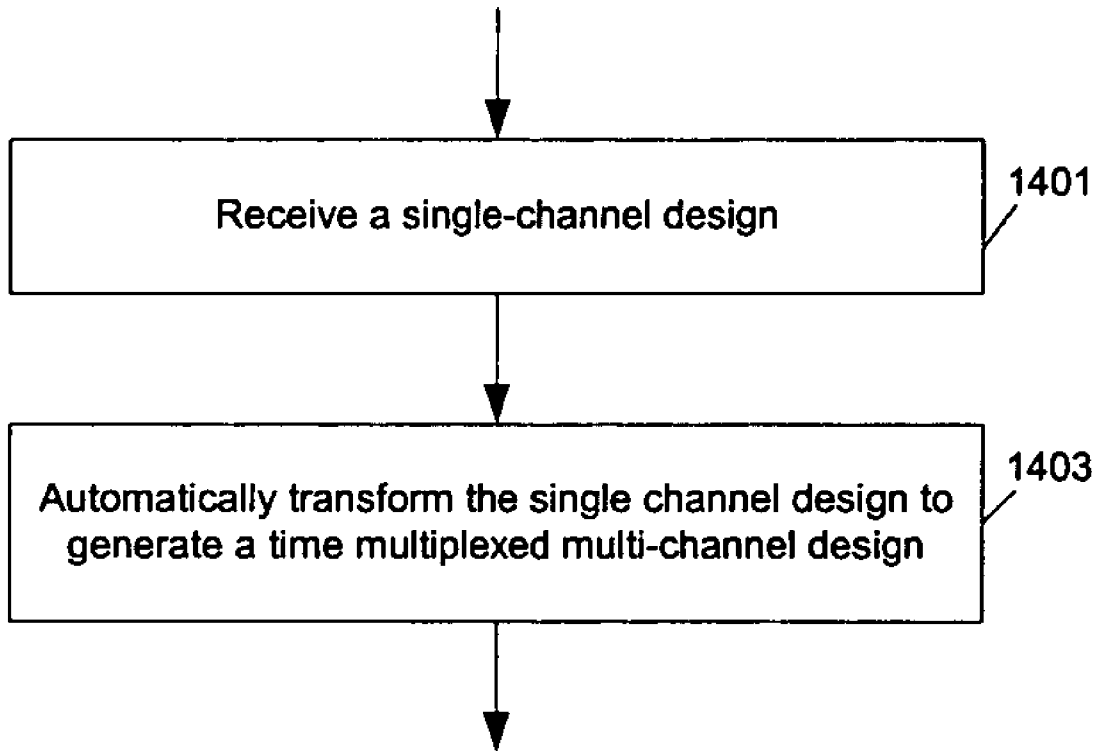 Receive a single-channel design
1401
Automatically transform the single channel design to
generate a time multiplexed multi-channel design
1403